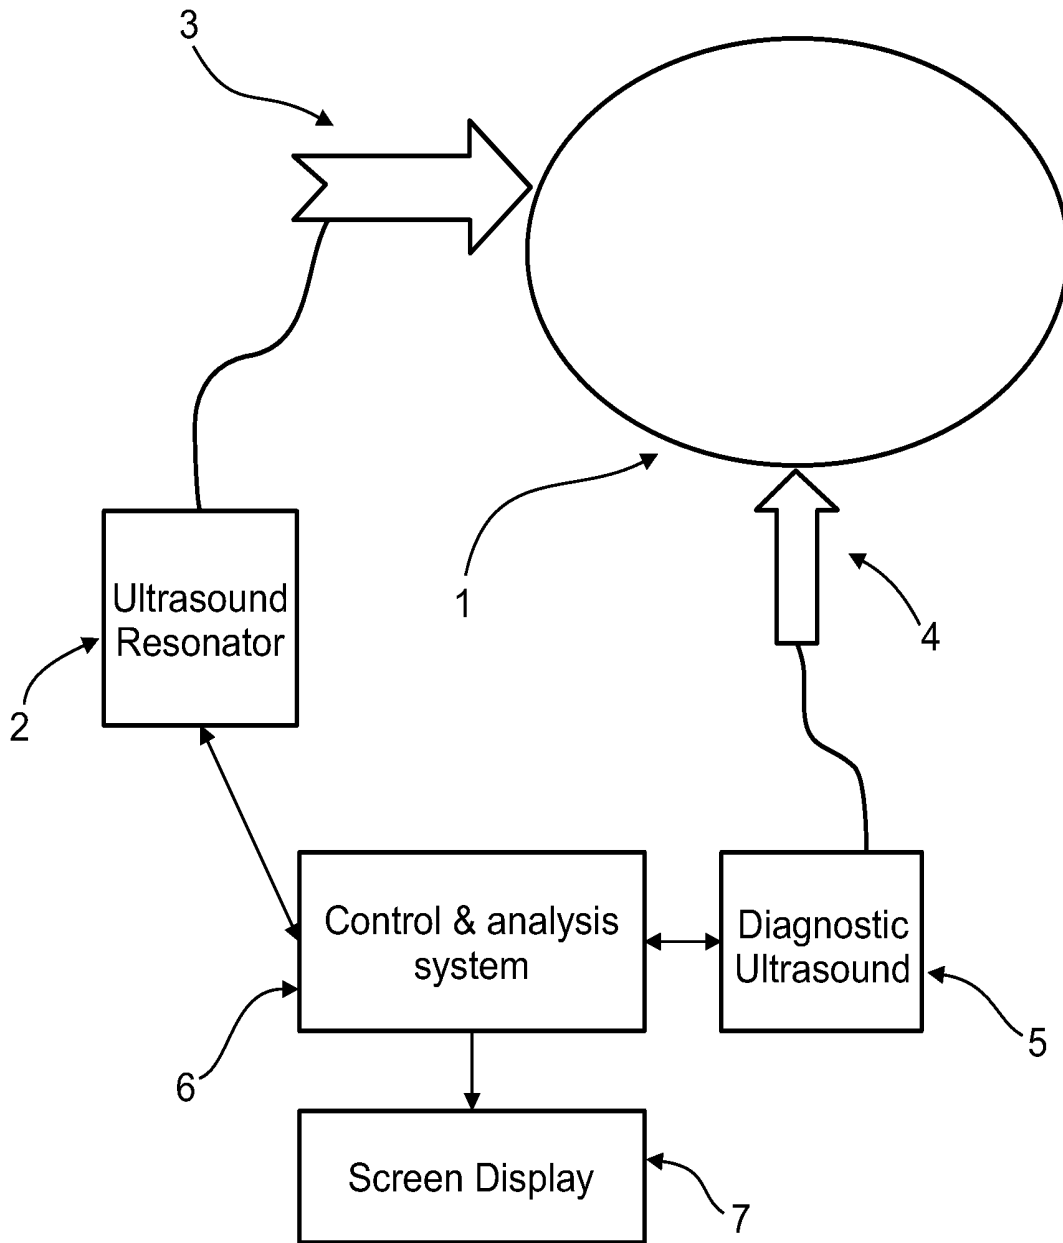 3
1
Ultrasound
Resonator
4
2
Control & analysis
system
Diagnostic
Ultrasound
5
6
Screen Display
7